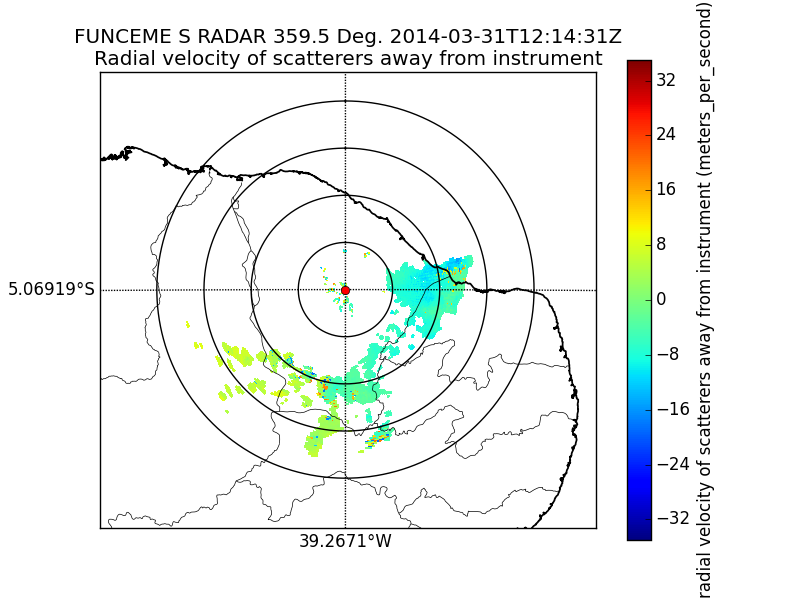 FUNCEME S RADAR 359.5 Deg. 2014-03-31T12:14:31Z
Radial velocity of scatterers away from instrument
32
24
16
8
0
−8
−16
−24
−32
radial velocity of scatterers away from instrument (meters_per_second)
5.06919°S
39.2671°W